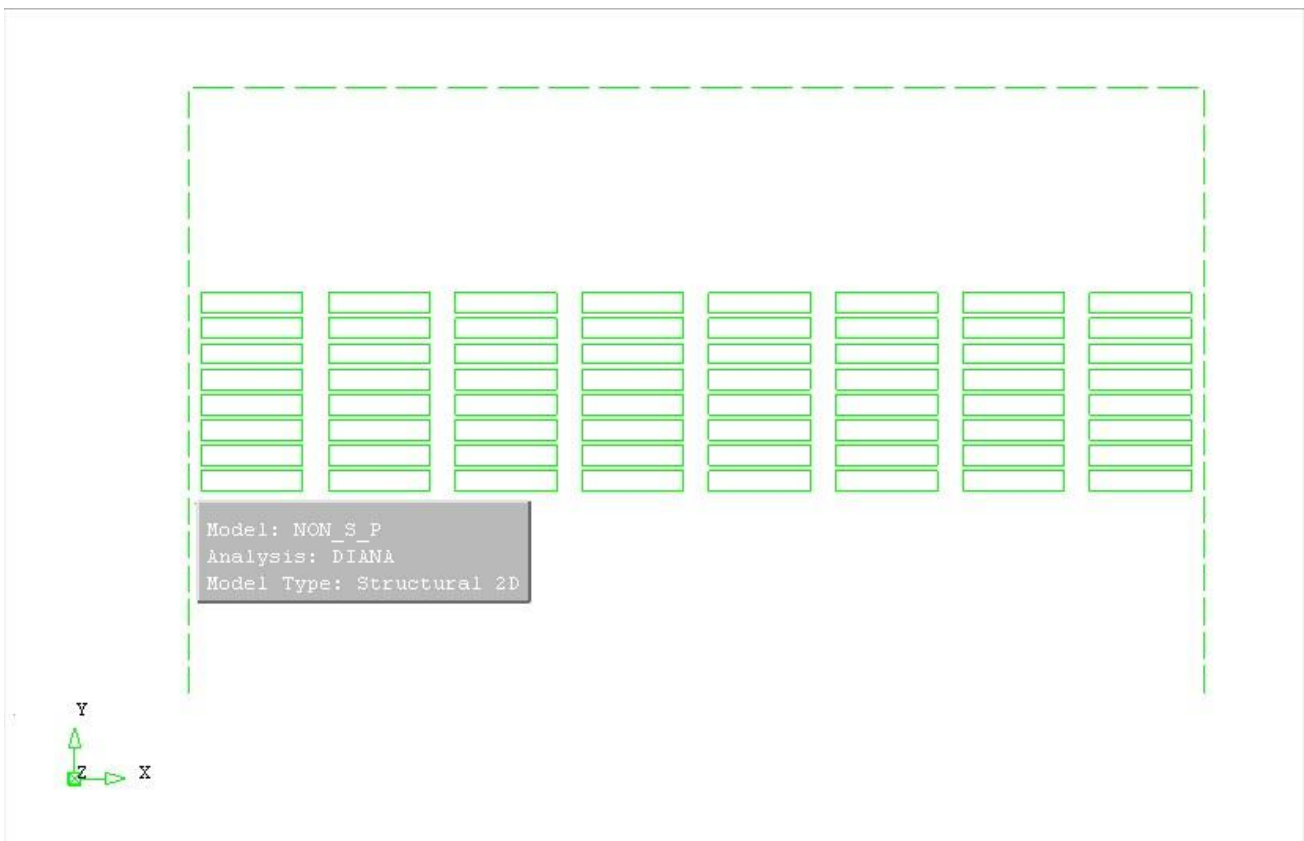 Model: NON_S_P
Analysis: DIANA
Model Type: Structural 2D
Y
Z
X